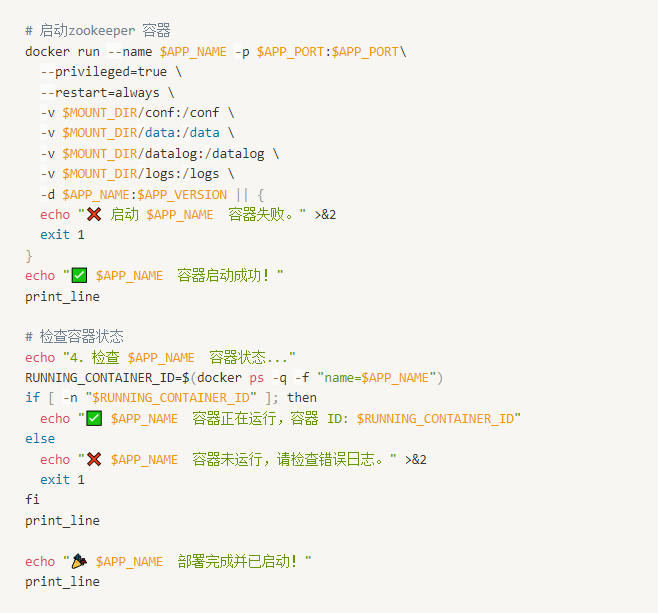 # 启动zookeeper 容器
docker run --name $APP_NAME -p $APP_PORT:$APP_PORT\
  --privileged=true \
  --restart=always \
  -v $MOUNT_DIR/conf:/conf \
  -v $MOUNT_DIR/data:/data \
  -v $MOUNT_DIR/datalog:/datalog \
  -v $MOUNT_DIR/logs:/logs \
  -d $APP_NAME:$APP_VERSION || {
  echo "❌ 启动 $APP_NAME  容器失败。" >&2
  exit 1
}
echo "✅ $APP_NAME  容器启动成功！"
print_line

# 检查容器状态
echo "4. 检查 $APP_NAME  容器状态..."
RUNNING_CONTAINER_ID=$(docker ps -q -f "name=$APP_NAME")
if [ -n "$RUNNING_CONTAINER_ID" ]; then
  echo "✅ $APP_NAME  容器正在运行，容器 ID: $RUNNING_CONTAINER_ID"
else
  echo "❌ $APP_NAME  容器未运行，请检查错误日志。" >&2
  exit 1
fi
print_line

echo "🎉 $APP_NAME  部署完成并已启动！"
print_line